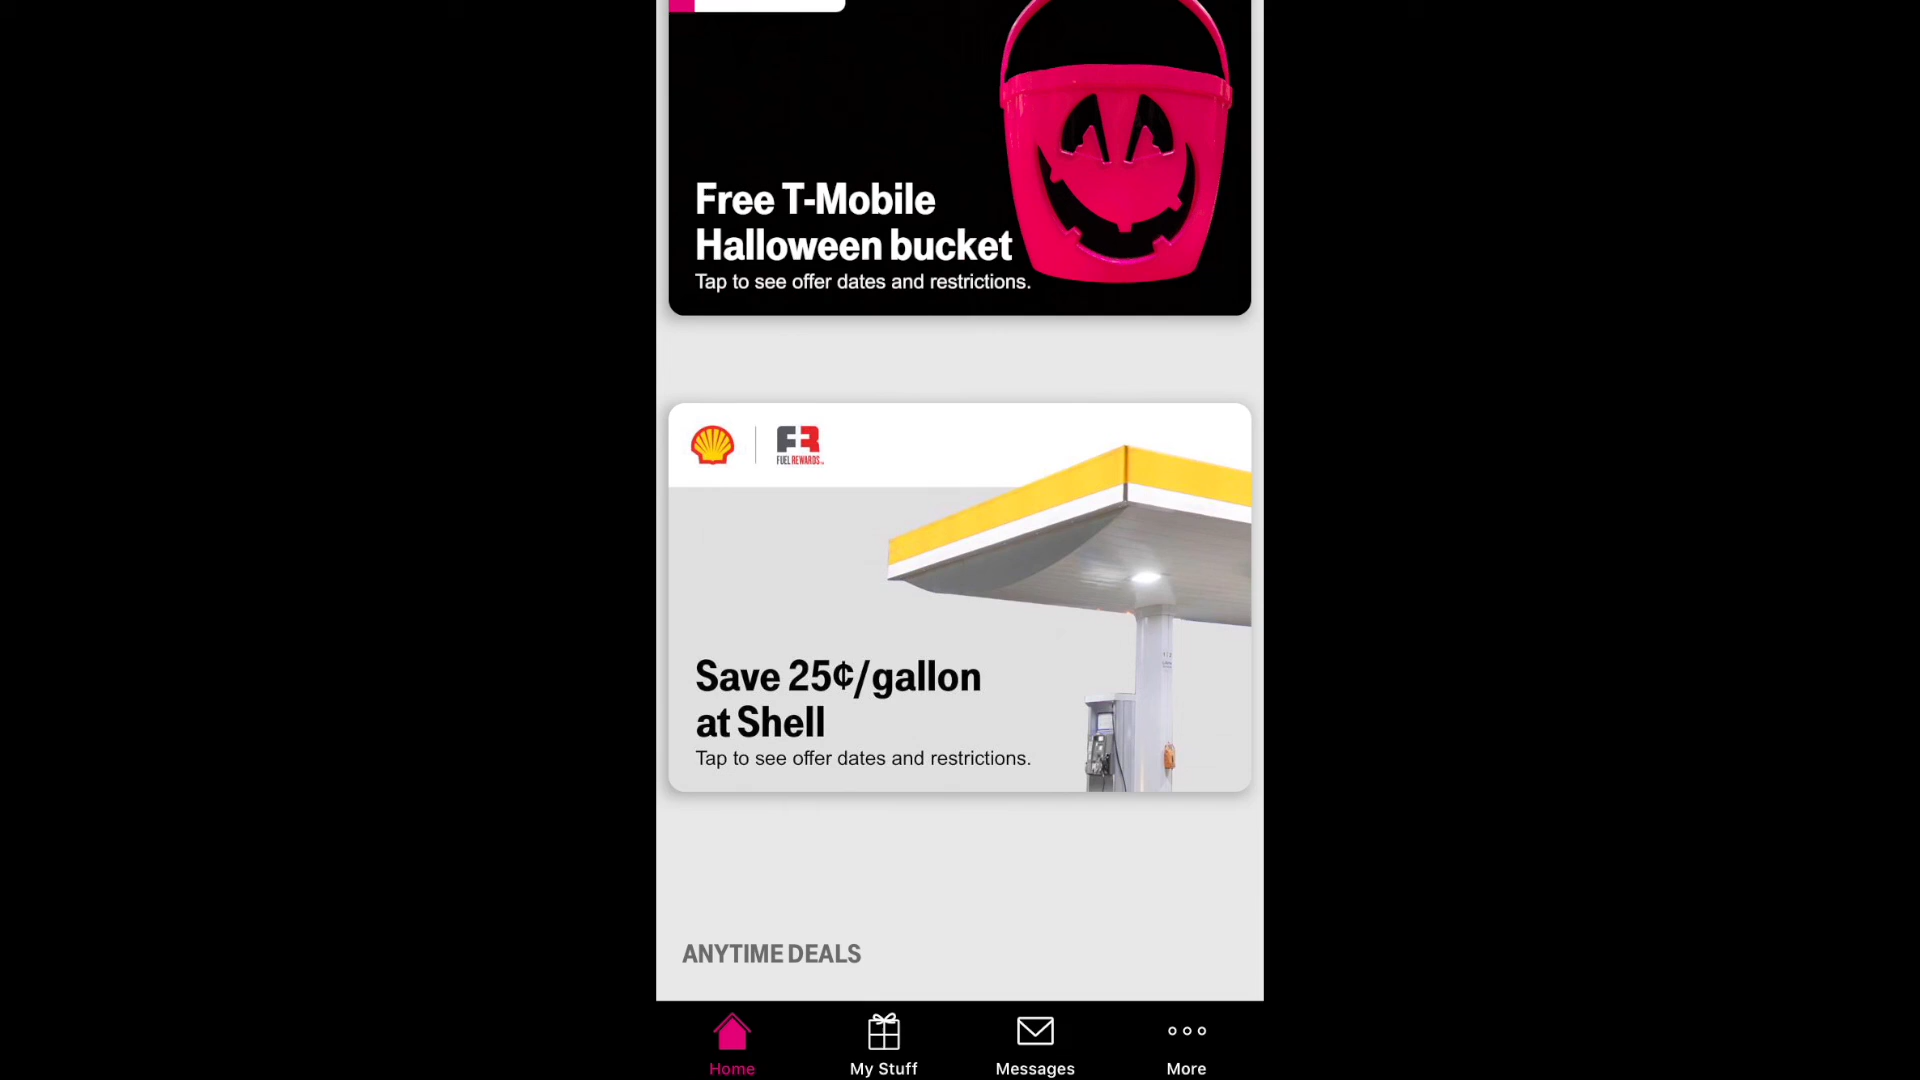 Free T-Mobile
Halloween bucket
Tap to see offer dates and restrictions.
FUEL REWARDS
Save 25¢/gallon
at Shell
Tap to see offer dates and restrictions.
ANYTIME DEALS
Home
My Stuff
Messages
More